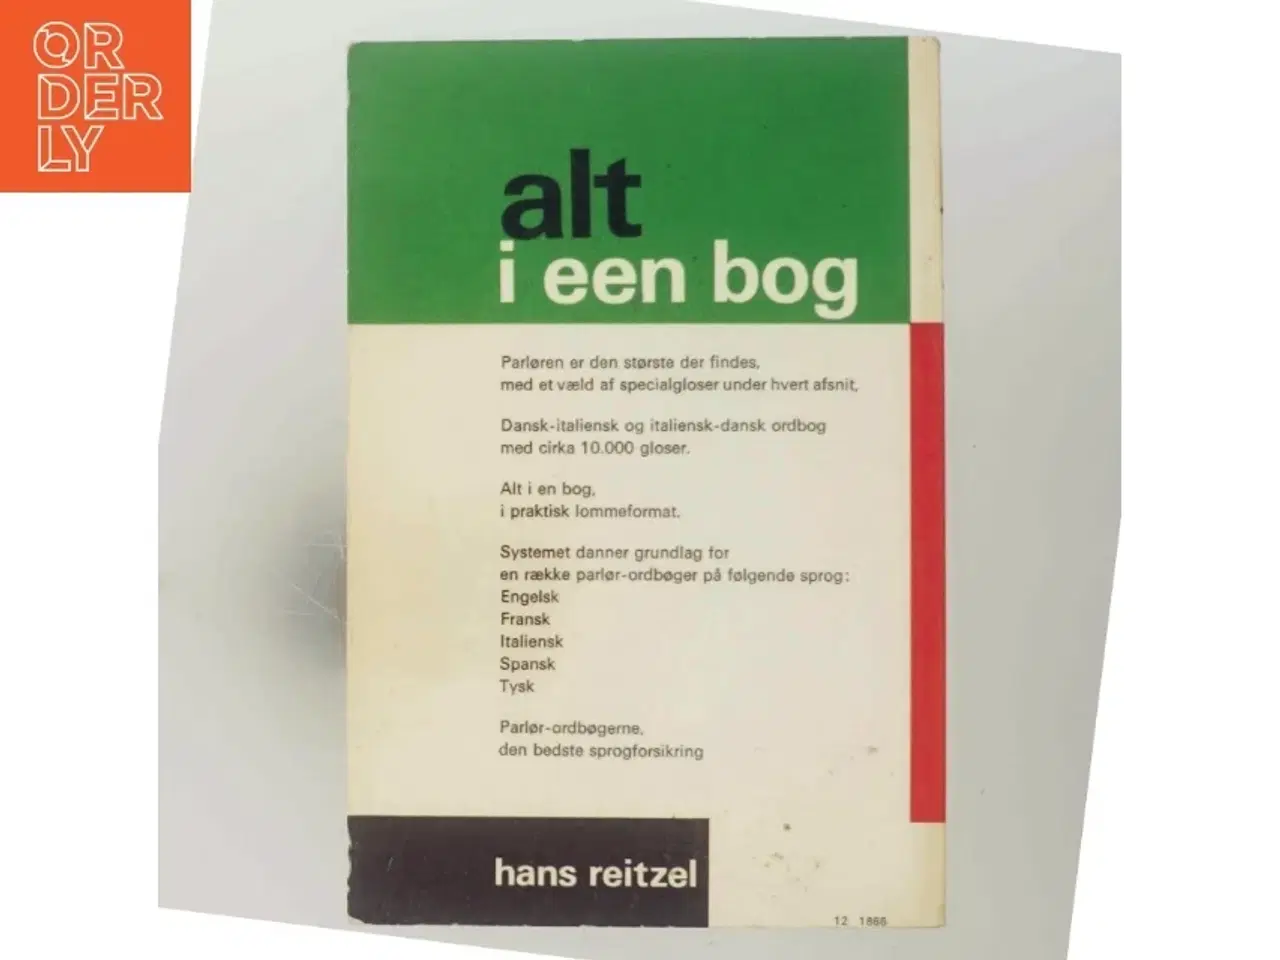 OR
DER
LY
alt
i een bog
Parløren er den største der findes,
med et væld af specialgloser under hvert afsnit,
Dansk-italiensk og italiensk-dansk ordbog
med cirka 10.000 gloser.
Alt i en bog,
i praktisk lommeformat.
Systemet danner grundlag for
en række parlør-ordbøger på følgende sprog:
Engelsk
Fransk
Italiensk
Spansk
Tysk
Parlør-ordbøgerne,
den bedste sprogforsikring
hans reitzel
12 1866